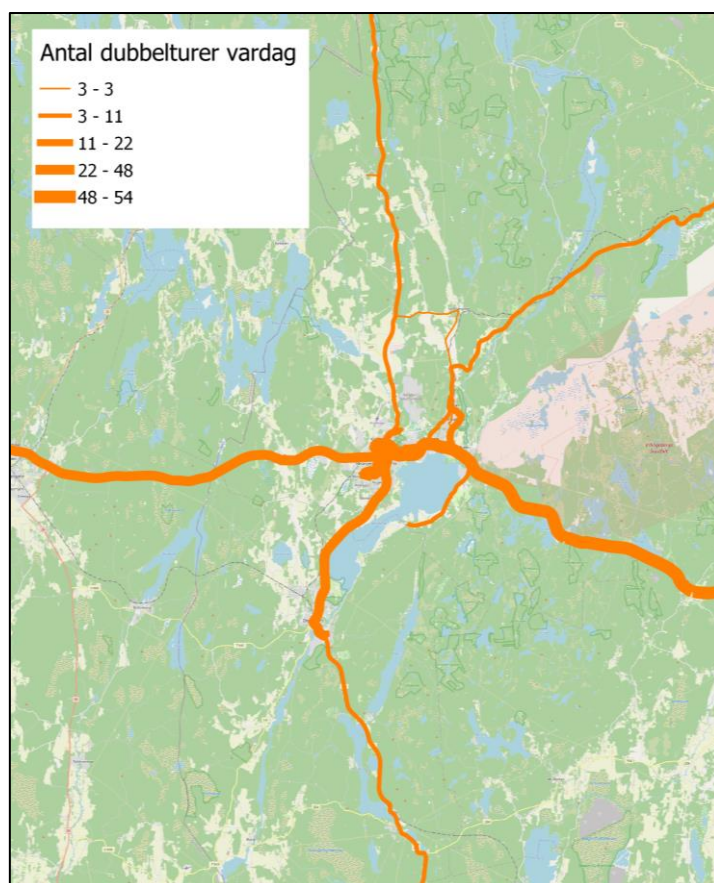 Antal dubbelturer vardag
3 - 3
3 - 11
11 - 22
22 - 48
48 - 54